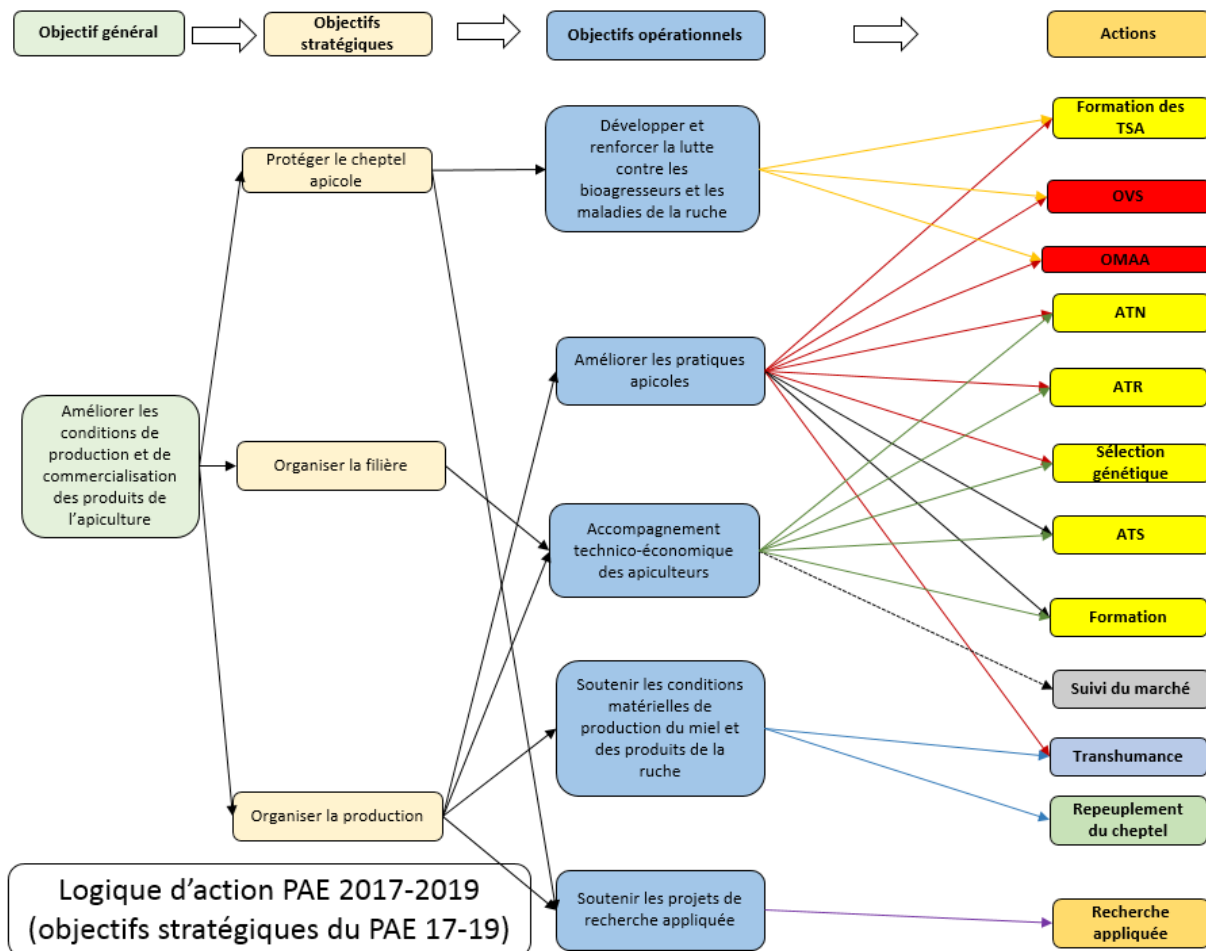 Objectif général
Objectifs
stratégiques
Objectifs opérationnels
Actions
Protéger le cheptel
apicole
Développer et
renforcer la lutte
contre les
bioagresseurs et les
maladies de la ruche
Formation des
TSA
OVS
OMAA
ATN
Améliorer les pratiques
apicoles
ATR
Améliorer les
conditions de
production et de
commercialisation
des produits de
l’apiculture
Organiser la filière
Sélection
génétique
Accompagnement
technico-économique
des apiculteurs
ATS
Formation
Soutenir les conditions
matérielles de
production du miel et
des produits de la
ruche
Suivi du marché
Transhumance
Organiser la production
Repeuplement
du cheptel
Logique d’action PAE 2017-2019
(objectifs stratégiques du PAE 17-19)
Soutenir les projets de
recherche appliquée
Recherche
appliquée